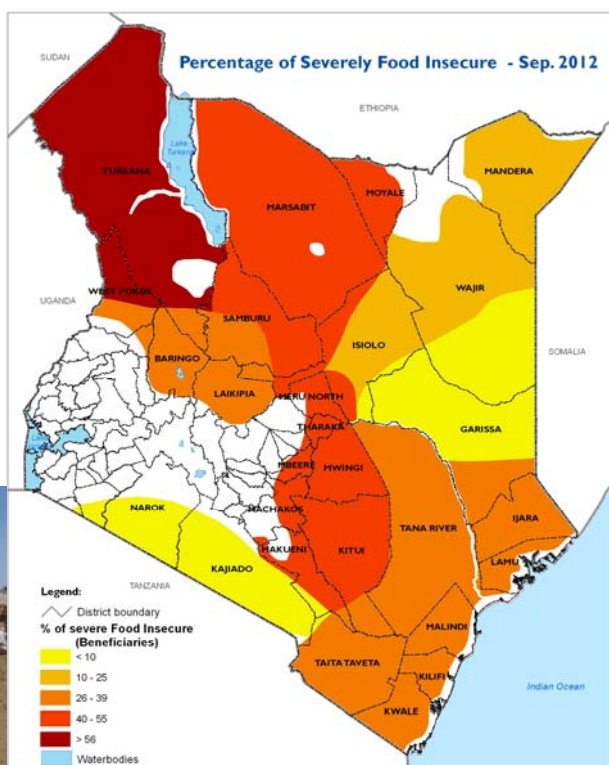 SUDAN
Percentage of Severely Food Insecure - Sep. 2012
ETHIOPIA
Lake
Turkana
MANDERA
TURKANA
MOYALE
MARSABIT
WAJIR
WEST POKOT
UGANDA
SAMBURU
ISIOLO
SOMALIA
BARINGO
LAIKIPIA
MERU NORTH
THARAKA
GARISSA
MBEERE
MWINGI
NAROK
MACHAKOS
TANA RIVER
IJARA
MAKUENI
KITUI
LAMU
KAJIADO
TANZANIA
MALINDI
TAITA TAVETA
KILIFI
KWALE
Indian Ocean
Legend:
District boundary
% of severe Food Insecure
(Beneficiaries)
< 10
10 - 25
26 - 39
40 - 55
> 56
Waterbodies